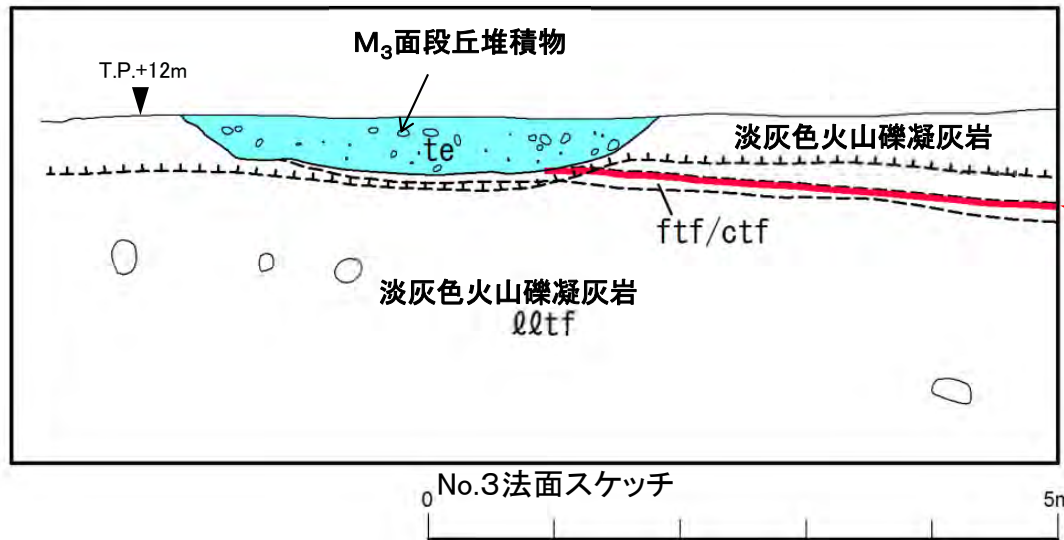 M₃面段丘堆積物
T.P.+12m
te
淡灰色火山礫凝灰岩
ftf/ctf
淡灰色火山礫凝灰岩
ℓℓtf
No.3法面スケッチ
0 5m